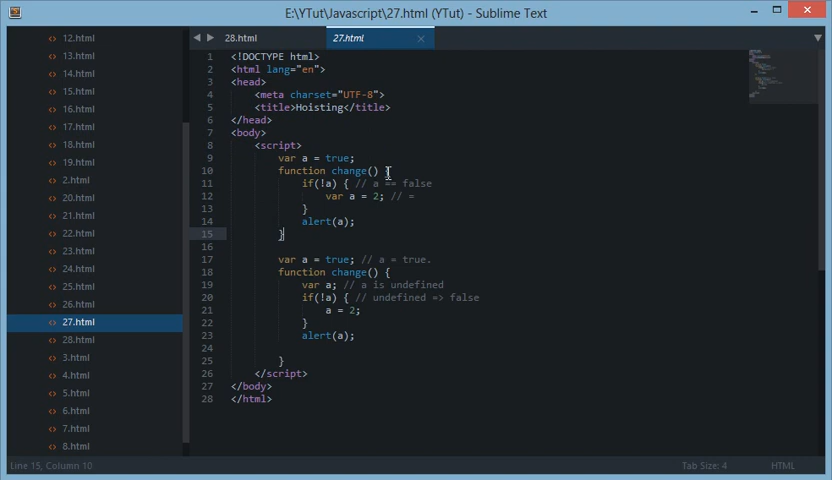 E:\YTut\Javascript\27.html (YTut) - Sublime Text
12.html
13.html
14.html
15.html
16.html
17.html
18.html
19.html
2.html
20.html
21.html
22.html
23.html
24.html
25.html
26.html
27.html
28.html
3.html
4.html
5.html
6.html
7.html
8.html
28.html 27.html
1 <!DOCTYPE html>
2 <html lang="en">
3 <head>
4 <meta charset="UTF-8">
5 <title>Hoisting</title>
6 </head>
7 <body>
8 <script>
9 var a = true;
10 function change() {
11 if(!a) { // a == false
12 var a = 2; // =
13 }
14 alert(a);
15 }
16
17 var a = true; // a = true.
18 function change() {
19 var a; // a is undefined
20 if(!a) { // undefined => false
21 a = 2;
22 }
23 alert(a);
24
25 }
26 </script>
27 </body>
28 </html>
Line 15, Column 10 Tab Size: 4 HTML